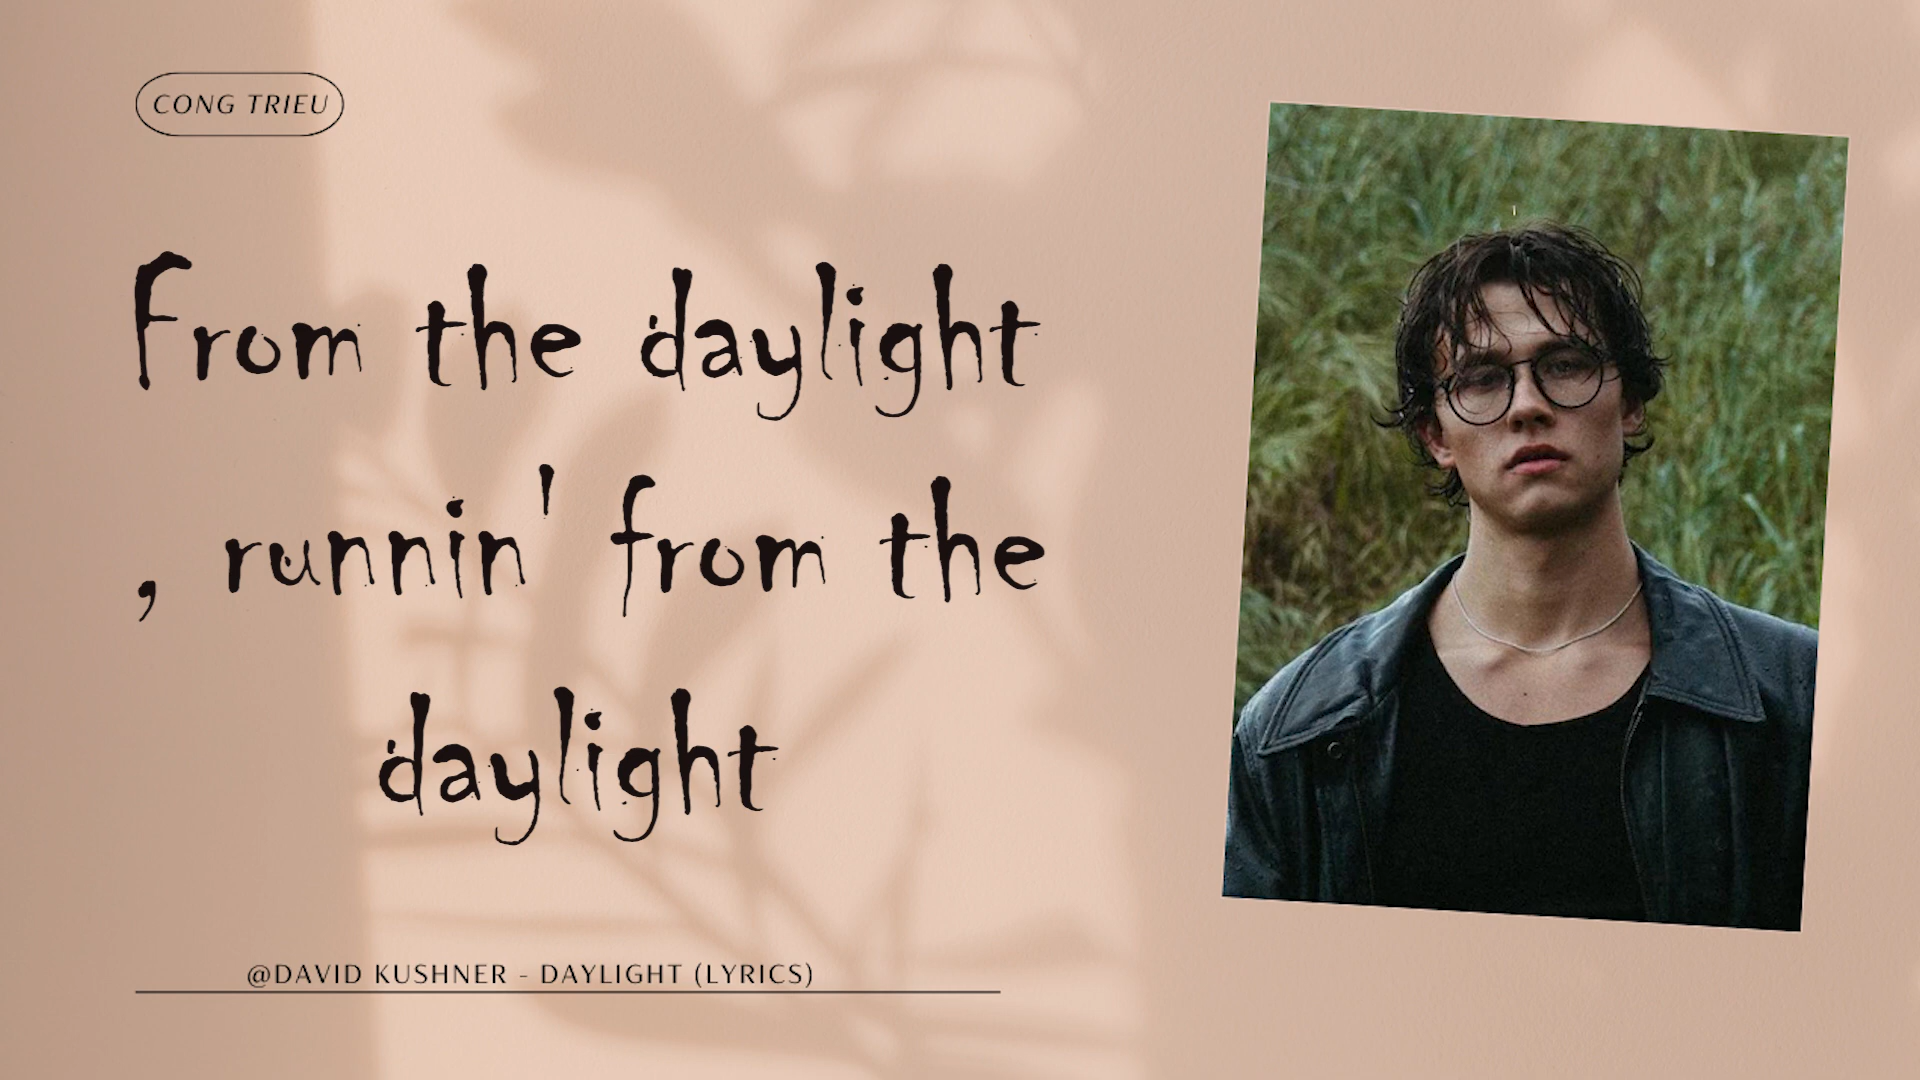 CONG TRIEU
From the daylight
, runnin' from the
daylight
@DAVID KUSHNER - DAYLIGHT (LYRICS)